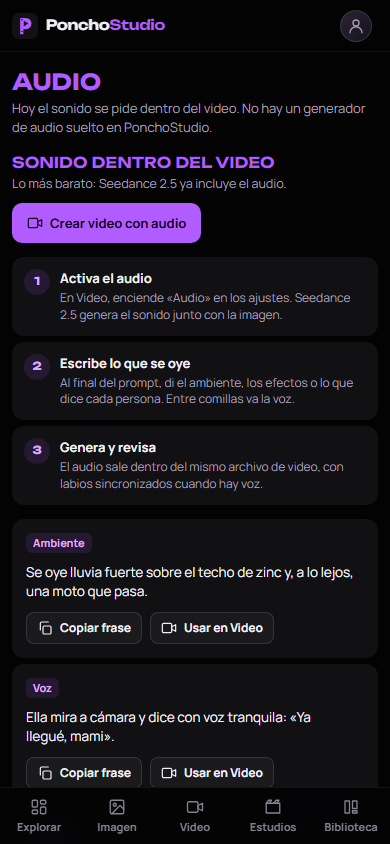 PonchoStudio
AUDIO
Hoy el sonido se pide dentro del video. No hay un generador
de audio suelto en PonchoStudio.
SONIDO DENTRO DEL VIDEO
Lo más barato: Seedance 2.5 ya incluye el audio.
Crear video con audio
1 Activa el audio
En Video, enciende «Audio» en los ajustes. Seedance
2.5 genera el sonido junto con la imagen.
2 Escribe lo que se oye
Al final del prompt, di el ambiente, los efectos o lo que
dice cada persona. Entre comillas va la voz.
3 Genera y revisa
El audio sale dentro del mismo archivo de video, con
labios sincronizados cuando hay voz.
Ambiente
Se oye lluvia fuerte sobre el techo de zinc y, a lo lejos,
una moto que pasa.
Copiar frase Usar en Video
Voz
Ella mira a cámara y dice con voz tranquila: «Ya
llegué, mami».
Copiar frase Usar en Video
Explorar Imagen Video Estudios Biblioteca